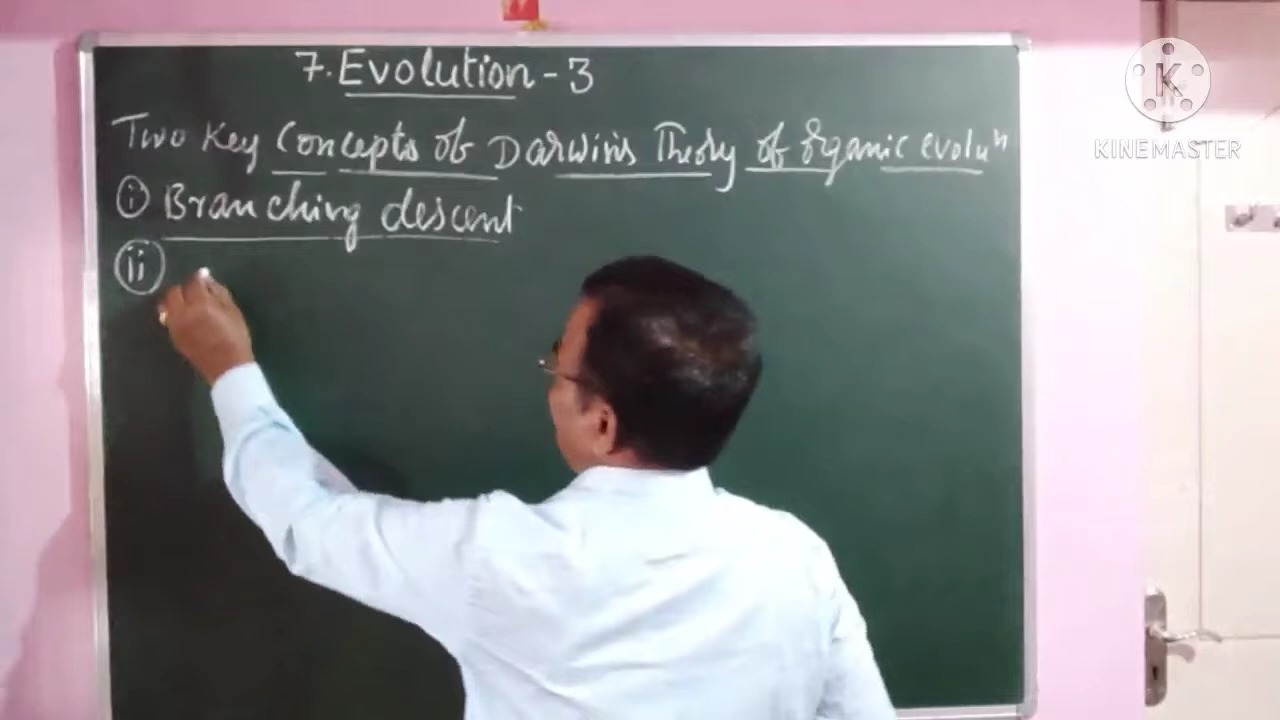 7. Evolution - 3
Two Key Concepts of Darwin's Theory of Organic evoluⁿ
(i) Branching descent
(ii)
K
KINEMASTER